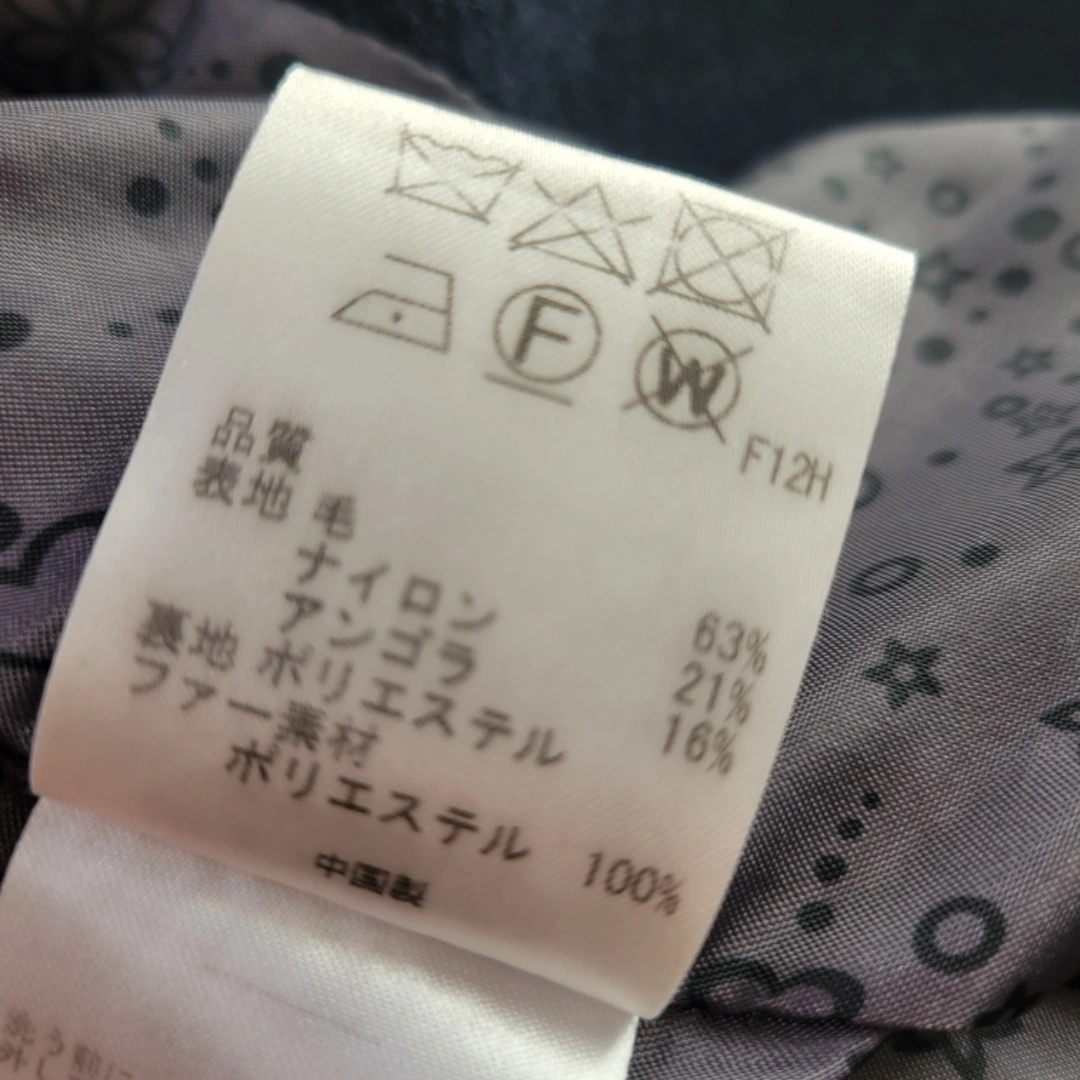 F
W
F12H
品質
表地 毛 63%
ナイロン 21%
アンゴラ 16%
裏地 ポリエステル
ファー素材
ポリエステル 100%
中国製